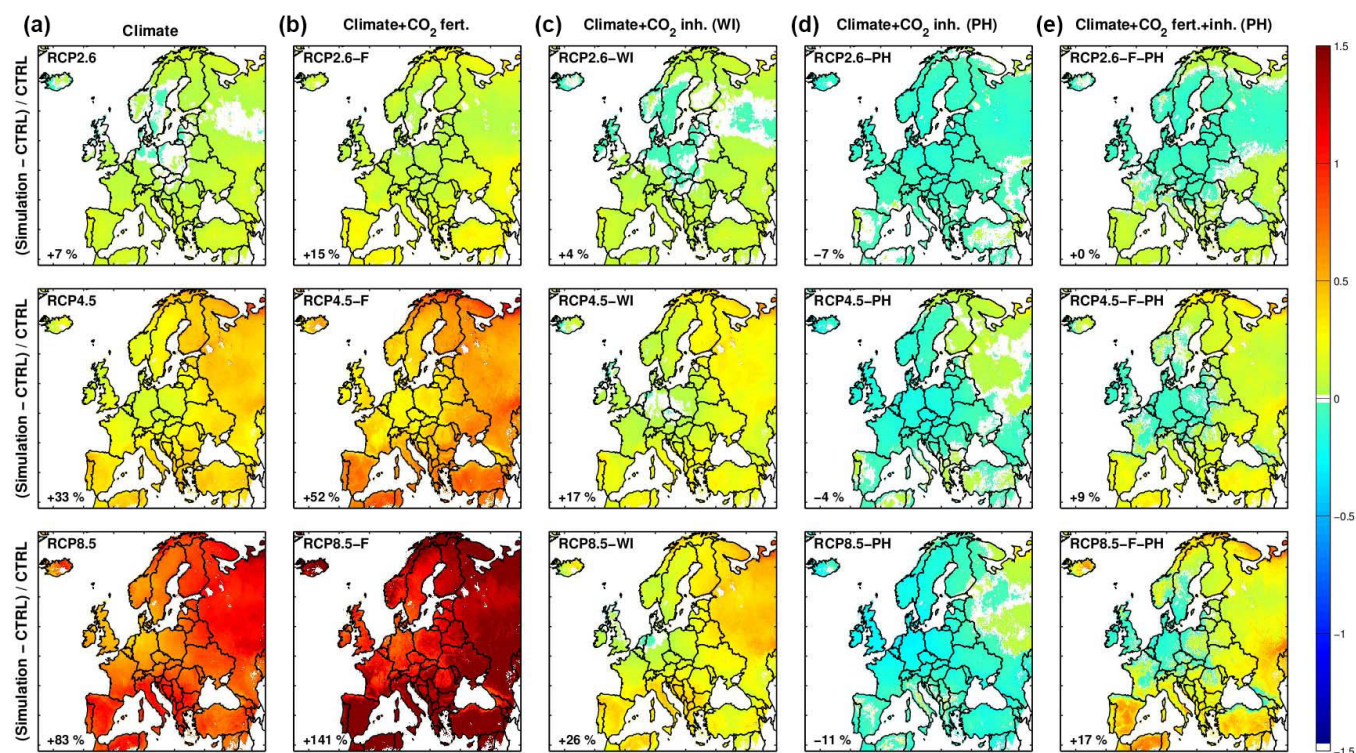 (a) Climate
(b) Climate+CO2 fert.
(c) Climate+CO2 inh. (WI)
(d) Climate+CO2 inh. (PH)
(e) Climate+CO2 fert.+inh. (PH)
(Simulation − CTRL) / CTRL
RCP2.6
+7 %
RCP2.6−F
+15 %
RCP2.6−WI
+4 %
RCP2.6−PH
−7 %
RCP2.6−F−PH
+0 %
(Simulation − CTRL) / CTRL
RCP4.5
+33 %
RCP4.5−F
+52 %
RCP4.5−WI
+17 %
RCP4.5−PH
−4 %
RCP4.5−F−PH
+9 %
(Simulation − CTRL) / CTRL
RCP8.5
+83 %
RCP8.5−F
+141 %
RCP8.5−WI
+26 %
RCP8.5−PH
−11 %
RCP8.5−F−PH
+17 %
1.5
1
0.5
0
−0.5
−1
−1.5